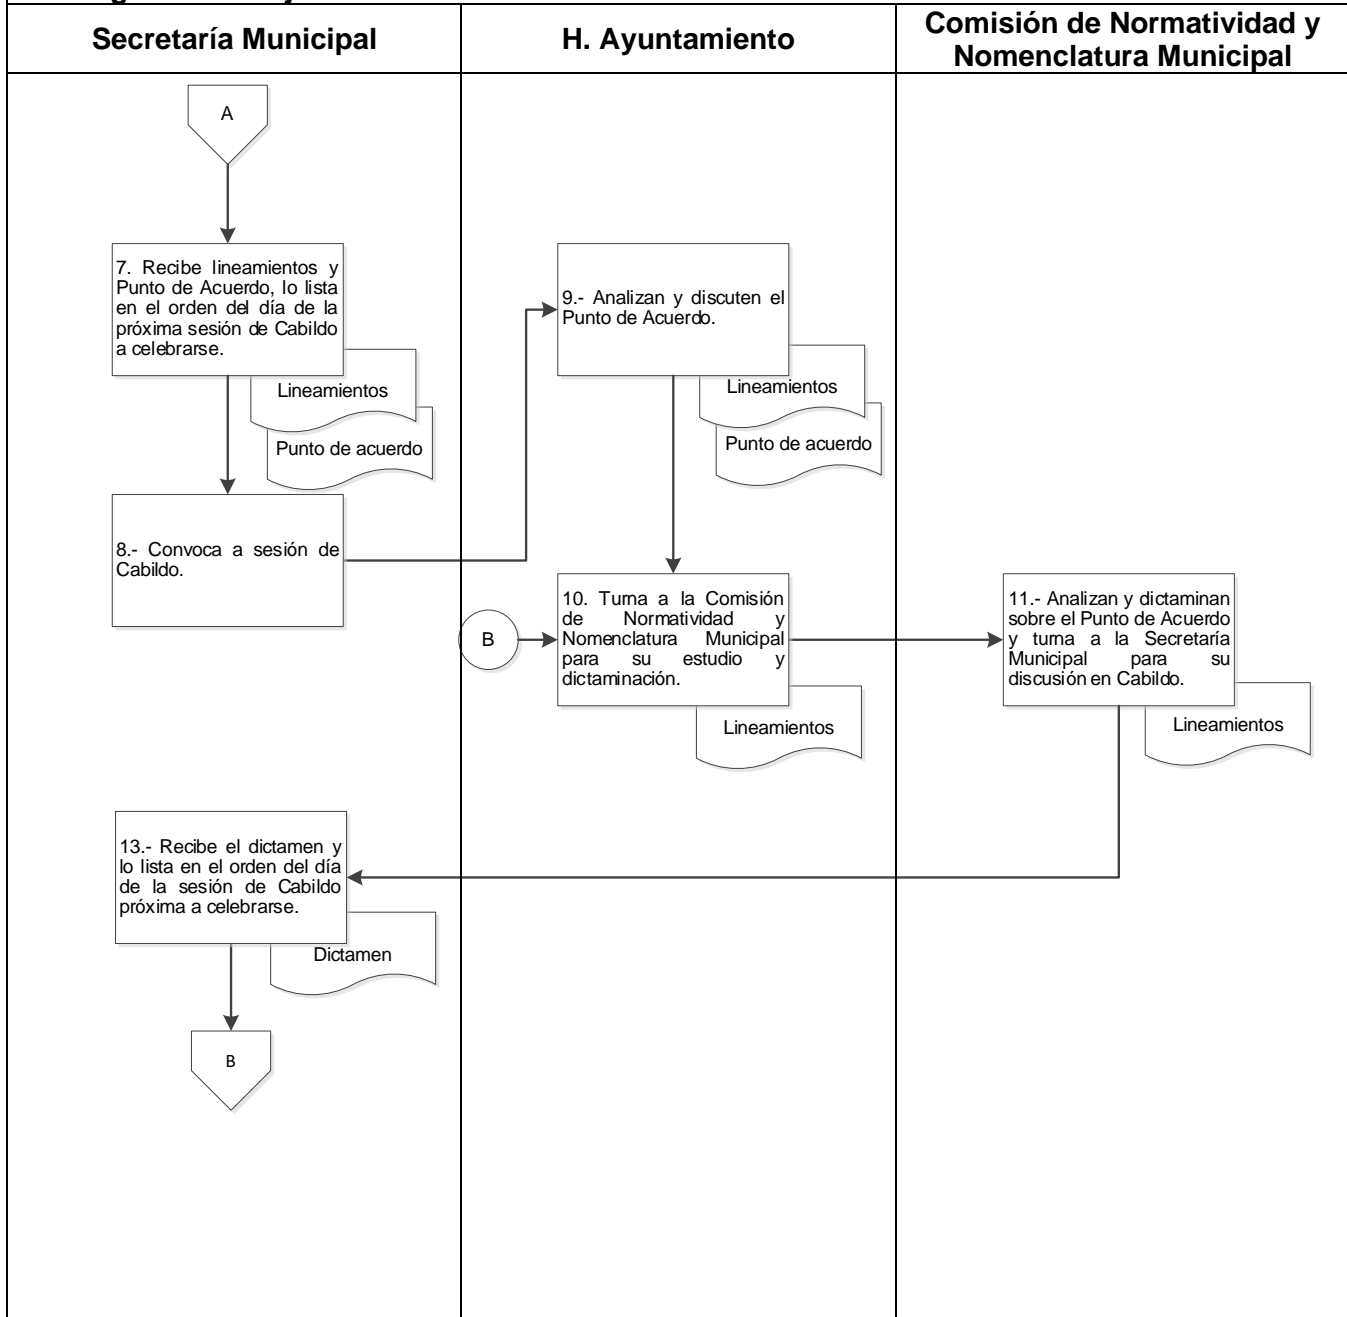 Secretaría Municipal
H. Ayuntamiento
Comisión de Normatividad y
Nomenclatura Municipal
A
7. Recibe lineamientos y
Punto de Acuerdo, lo lista
en el orden del día de la
próxima sesión de Cabildo
a celebrarse.
Lineamientos
Punto de acuerdo
8.- Convoca a sesión de
Cabildo.
9.- Analizan y discuten el
Punto de Acuerdo.
Lineamientos
Punto de acuerdo
B
10. Turna a la Comisión
de Normatividad y
Nomenclatura Municipal
para su estudio y
dictaminación.
Lineamientos
11.- Analizan y dictaminan
sobre el Punto de Acuerdo
y turna a la Secretaría
Municipal para su
discusión en Cabildo.
Lineamientos
13.- Recibe el dictamen y
lo lista en el orden del día
de la sesión de Cabildo
próxima a celebrarse.
Dictamen
B